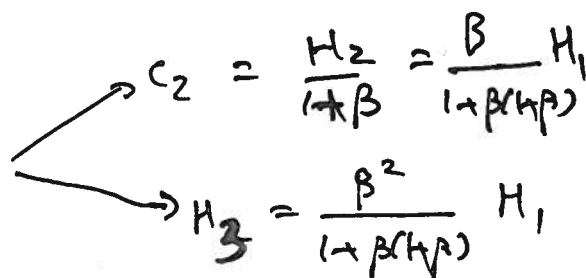 C₂ = H₂/(1+β) = β/(1+β(1+β)) H₁
H₃ = β²/(1+β(1+β)) H₁